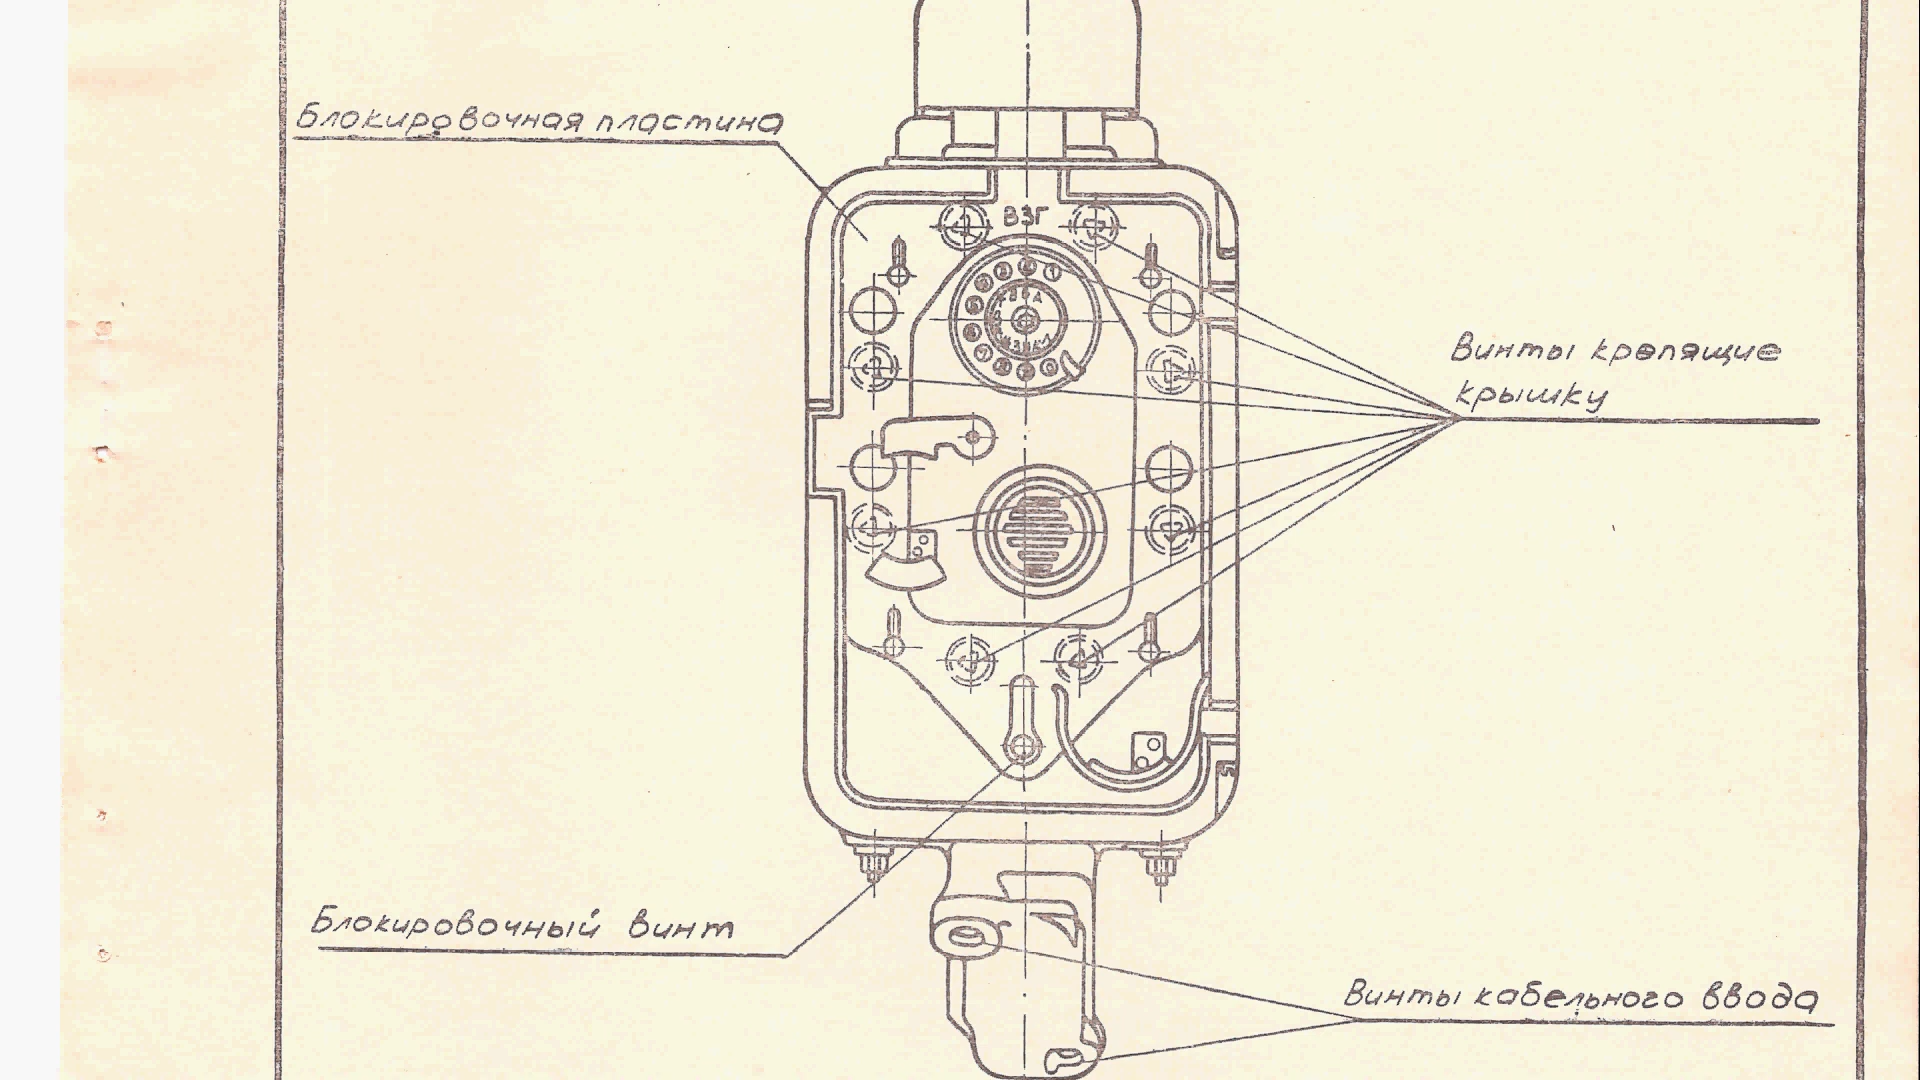 Блокировочная пластина
ВЗГ
Винты крепящие
крышку
Блокировочный винт
Винты кабельного ввода